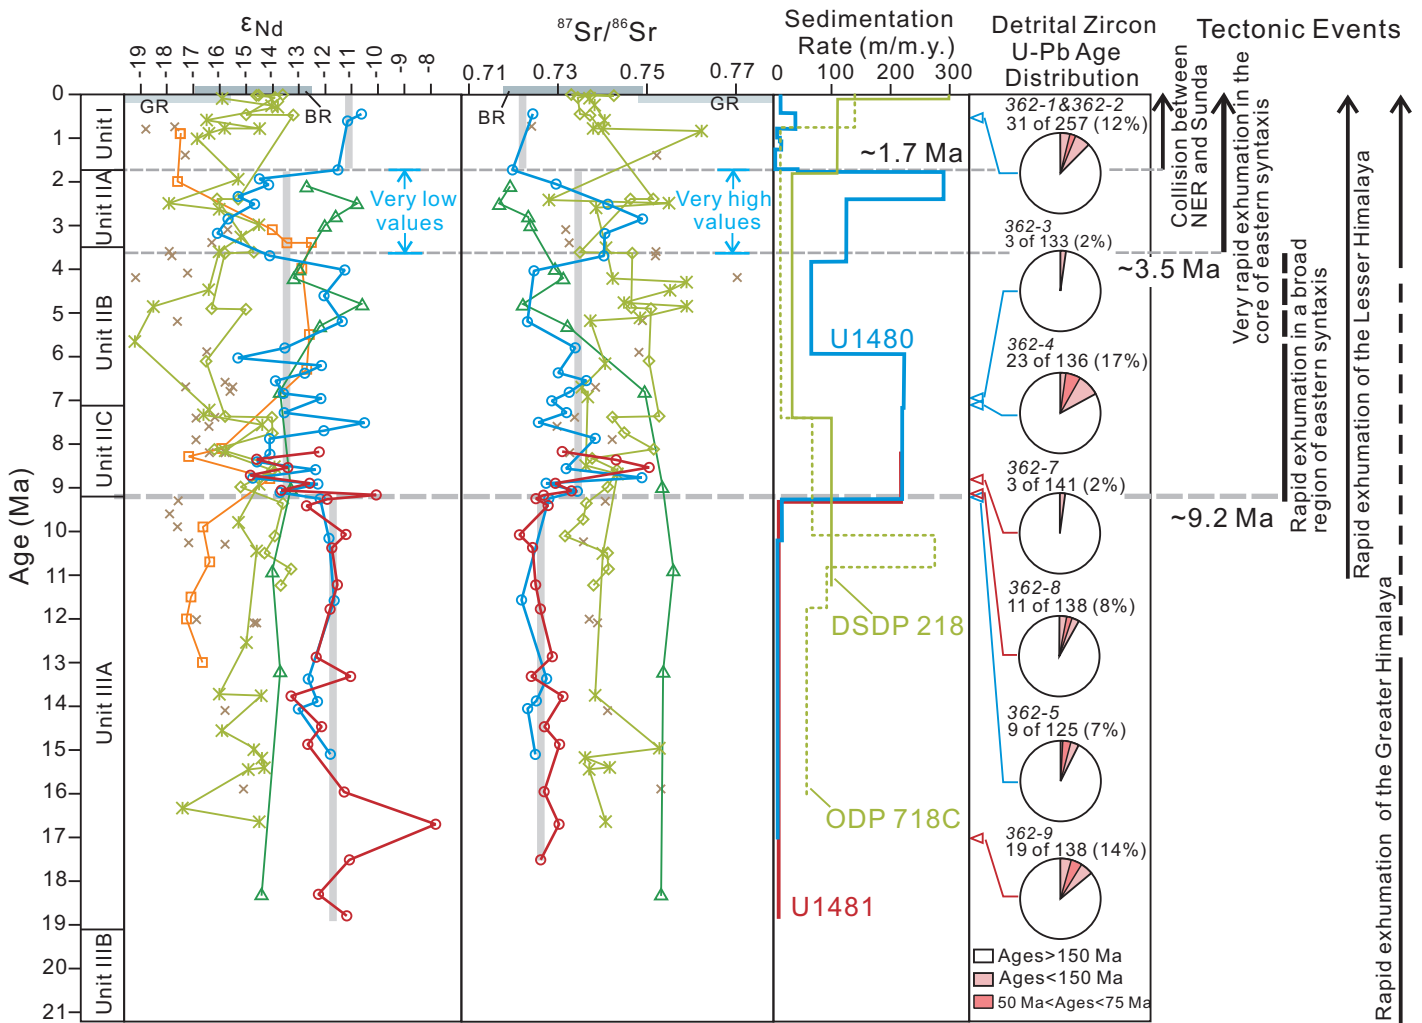 εNd
-19
-18
-17
-16
-15
-14
-13
-12
-11
-10
-9
-8
87Sr/86Sr
0.71
0.73
0.75
0.77
Sedimentation
Rate (m/m.y.)
0
100
200
300
Detrital Zircon
U-Pb Age
Distribution
Tectonic Events
GR
BR
BR
GR
Age (Ma)
0
1
2
3
4
5
6
7
8
9
10
11
12
13
14
15
16
17
18
19
20
21
Unit I
Unit IIA
Unit IIB
Unit IIC
Unit IIIA
Unit IIIB
Very low
values
Very high
values
~1.7 Ma
~3.5 Ma
~9.2 Ma
U1480
DSDP 218
ODP 718C
U1481
362-1&362-2
31 of 257 (12%)
362-3
3 of 133 (2%)
362-4
23 of 136 (17%)
362-7
3 of 141 (2%)
362-8
11 of 138 (8%)
362-5
9 of 125 (7%)
362-9
19 of 138 (14%)
Ages>150 Ma
Ages<150 Ma
50 Ma<Ages<75 Ma
Collision between
NER and Sunda
Very rapid exhumation in the
core of eastern syntaxis
Rapid exhumation in a broad
region of eastern syntaxis
Rapid exhumation of the Lesser Himalaya
Rapid exhumation of the Greater Himalaya